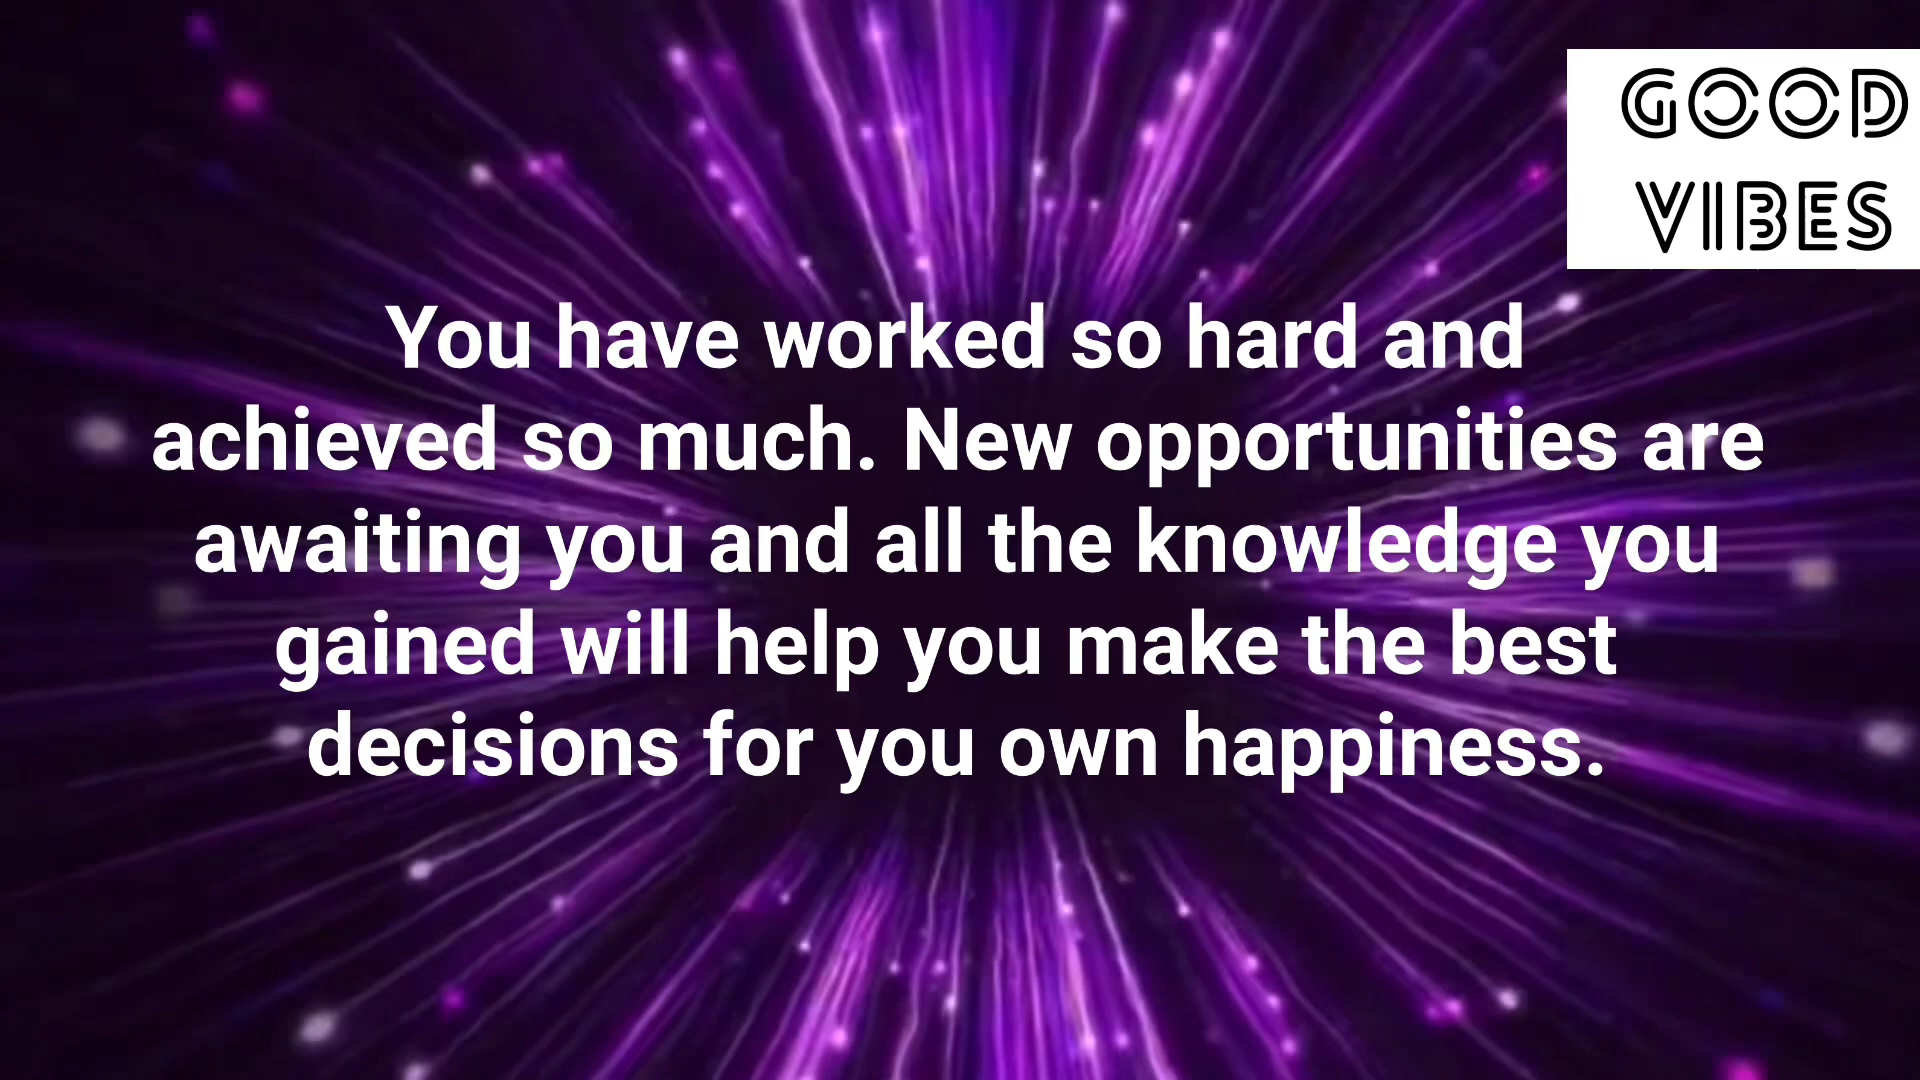 GOOD
VIBES
You have worked so hard and
achieved so much. New opportunities are
awaiting you and all the knowledge you
gained will help you make the best
decisions for you own happiness.